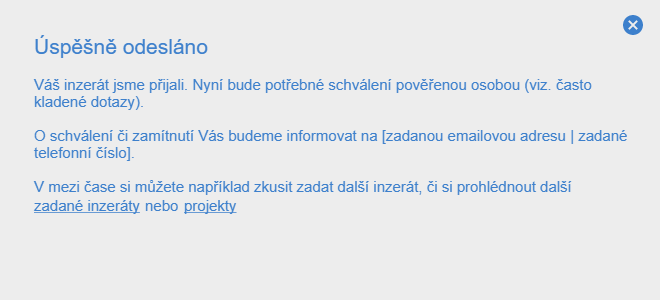 Úspěšně odesláno
Váš inzerát jsme přijali. Nyní bude potřebné schválení pověřenou osobou (viz. často
kladené dotazy).
O schválení či zamítnutí Vás budeme informovat na [zadanou emailovou adresu | zadané
telefonní číslo].
V mezi čase si můžete například zkusit zadat další inzerát, či si prohlédnout další
zadané inzeráty nebo projekty